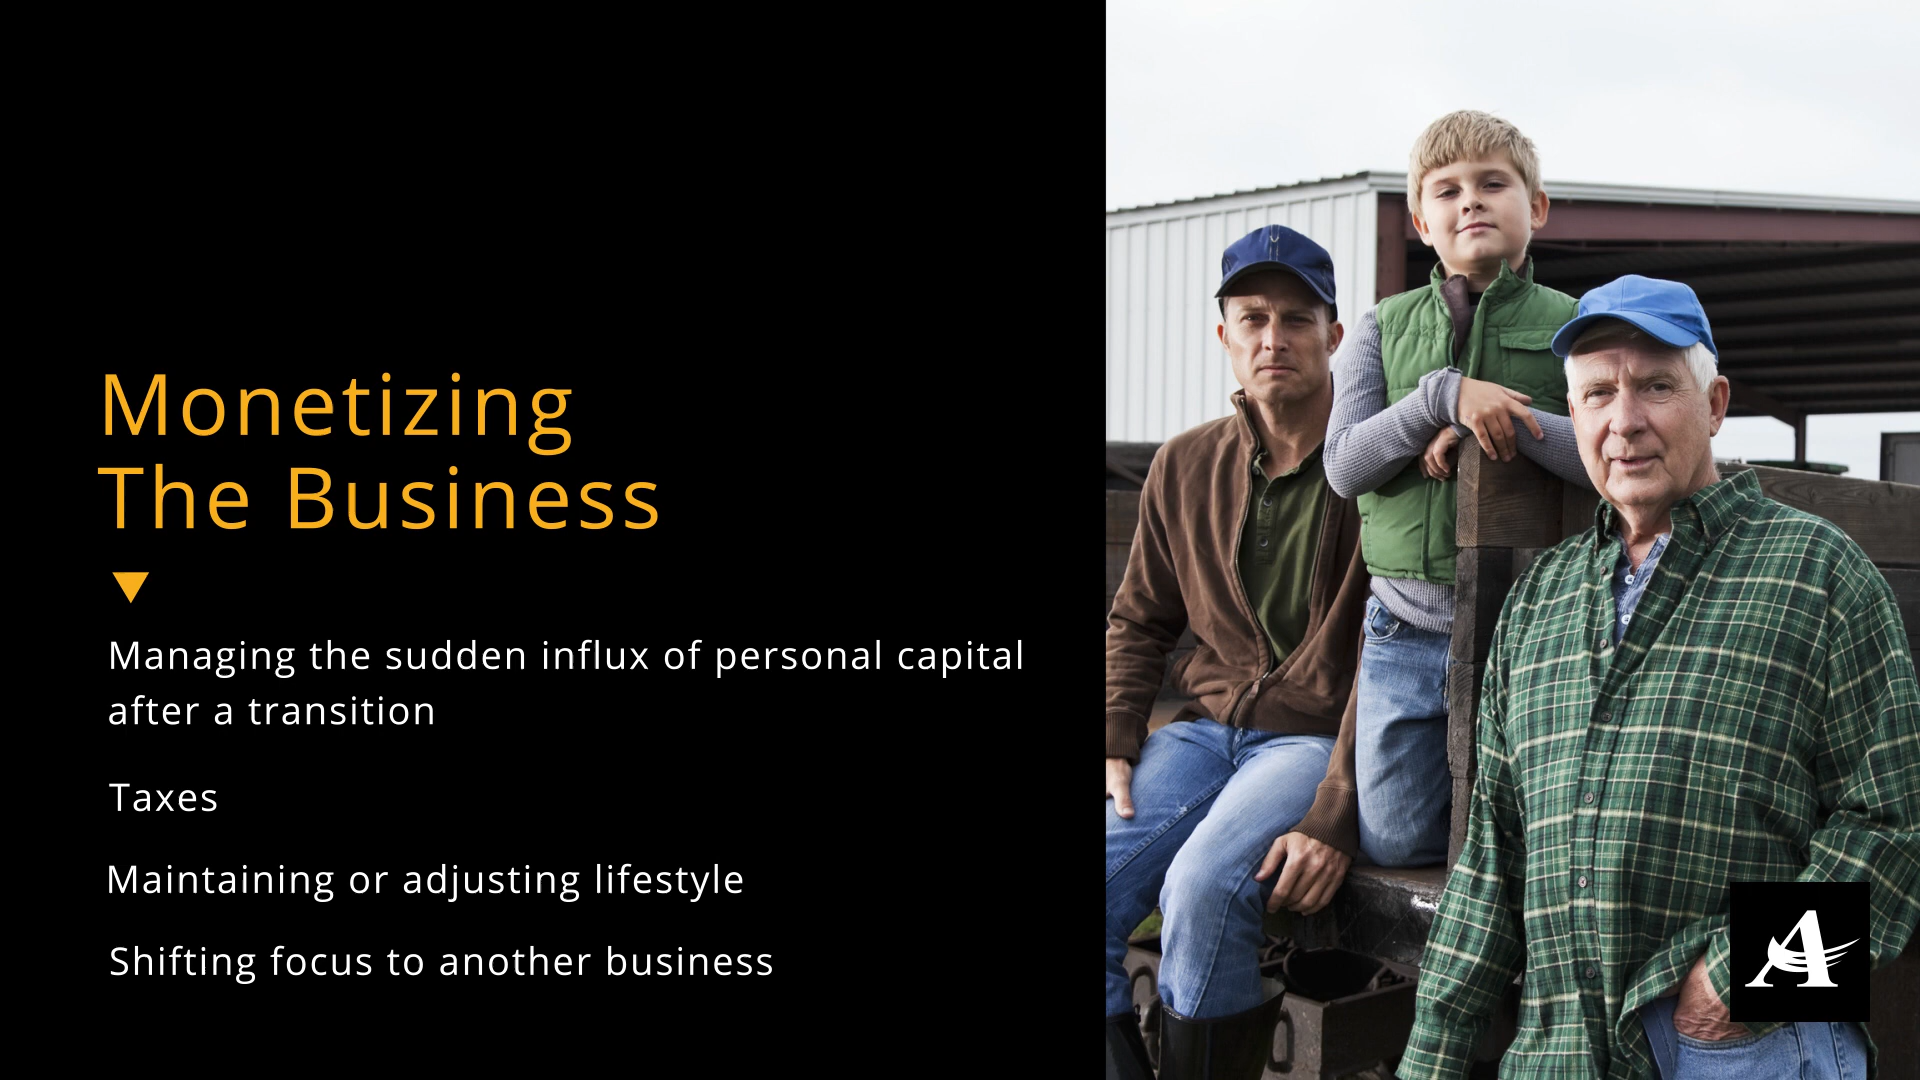 Monetizing
The Business
Managing the sudden influx of personal capital
after a transition
Taxes
Maintaining or adjusting lifestyle
Shifting focus to another business
A